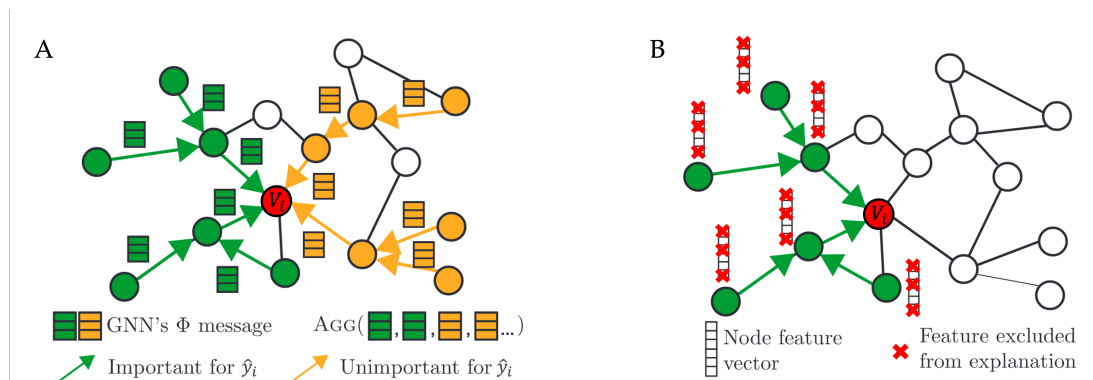 A
B
V_i
V_i
GNN's Φ message
AGG( , , , ...)
Important for ŷ_i
Unimportant for ŷ_i
Node feature
vector
Feature excluded
from explanation